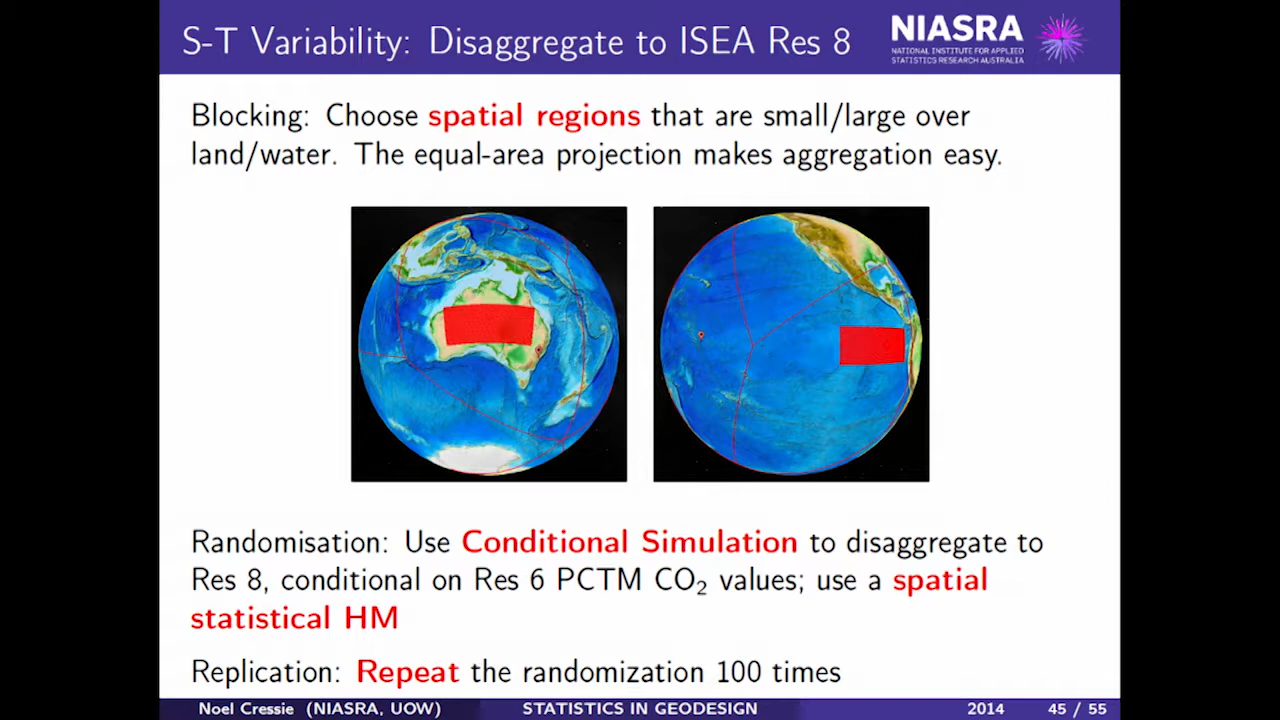 S-T Variability: Disaggregate to ISEA Res 8
NIASRA
NATIONAL INSTITUTE FOR APPLIED
STATISTICS RESEARCH AUSTRALIA
Blocking: Choose spatial regions that are small/large over
land/water. The equal-area projection makes aggregation easy.
Randomisation: Use Conditional Simulation to disaggregate to
Res 8, conditional on Res 6 PCTM CO₂ values; use a spatial
statistical HM
Replication: Repeat the randomization 100 times
Noel Cressie (NIASRA, UOW) STATISTICS IN GEODESIGN 2014 45 / 55